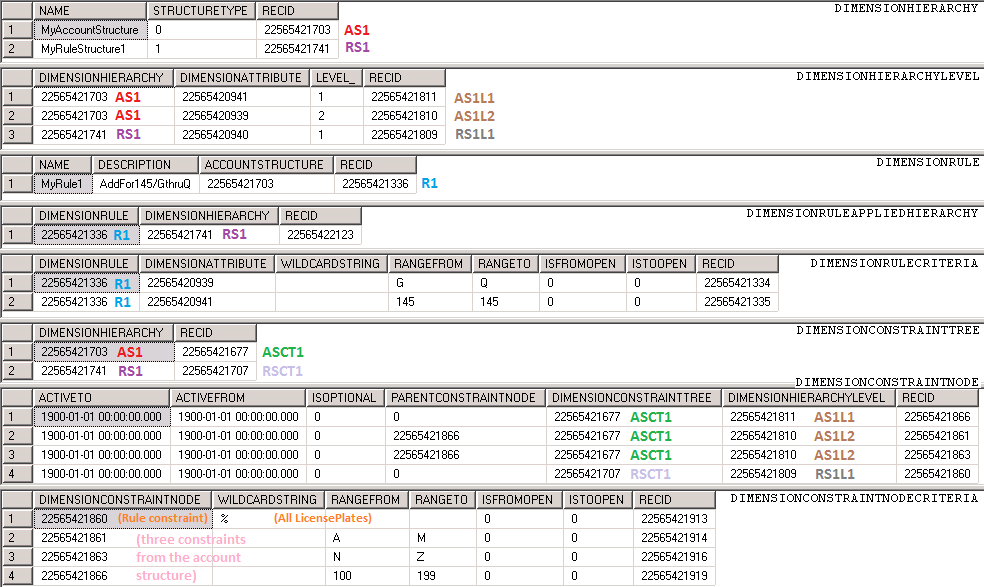 NAME STRUCTURETYPE RECID DIMENSIONHIERARCHY
1 MyAccountStructure 0 22565421703 AS1
2 MyRuleStructure1 1 22565421741 RS1
DIMENSIONHIERARCHY DIMENSIONATTRIBUTE LEVEL_ RECID DIMENSIONHIERARCHYLEVEL
1 22565421703 AS1 22565420941 1 22565421811 AS1L1
2 22565421703 AS1 22565420939 2 22565421810 AS1L2
3 22565421741 RS1 22565420940 1 22565421809 RS1L1
NAME DESCRIPTION ACCOUNTSTRUCTURE RECID DIMENSIONRULE
1 MyRule1 AddFor145/GthruQ 22565421703 22565421336 R1
DIMENSIONRULE DIMENSIONHIERARCHY RECID DIMENSIONRULEAPPLIEDHIERARCHY
1 22565421336 R1 22565421741 RS1 22565422123
DIMENSIONRULE DIMENSIONATTRIBUTE WILDCARDSTRING RANGEFROM RANGETO ISFROMOPEN ISTOOPEN RECID DIMENSIONRULECRITERIA
1 22565421336 R1 22565420939 G Q 0 0 22565421334
2 22565421336 R1 22565420941 145 145 0 0 22565421335
DIMENSIONHIERARCHY RECID DIMENSIONCONSTRAINTTREE
1 22565421703 AS1 22565421677 ASCT1
2 22565421741 RS1 22565421707 RSCT1
DIMENSIONCONSTRAINTNODE
ACTIVETO ACTIVEFROM ISOPTIONAL PARENTCONSTRAINTNODE DIMENSIONCONSTRAINTTREE DIMENSIONHIERARCHYLEVEL RECID
1 1900-01-01 00:00:00.000 1900-01-01 00:00:00.000 0 0 22565421677 ASCT1 22565421811 AS1L1 22565421866
2 1900-01-01 00:00:00.000 1900-01-01 00:00:00.000 0 22565421866 22565421677 ASCT1 22565421810 AS1L2 22565421861
3 1900-01-01 00:00:00.000 1900-01-01 00:00:00.000 0 22565421866 22565421677 ASCT1 22565421810 AS1L2 22565421863
4 1900-01-01 00:00:00.000 1900-01-01 00:00:00.000 0 0 22565421707 RSCT1 22565421809 RS1L1 22565421860
DIMENSIONCONSTRAINTNODE WILDCARDSTRING RANGEFROM RANGETO ISFROMOPEN ISTOOPEN RECID DIMENSIONCONSTRAINTNODECRITERIA
1 22565421860 (Rule constraint) % (All LicensePlates) 0 0 22565421913
2 22565421861 (three constraints A M 0 0 22565421914
3 22565421863 from the account N Z 0 0 22565421916
4 22565421866 structure) 100 199 0 0 22565421919